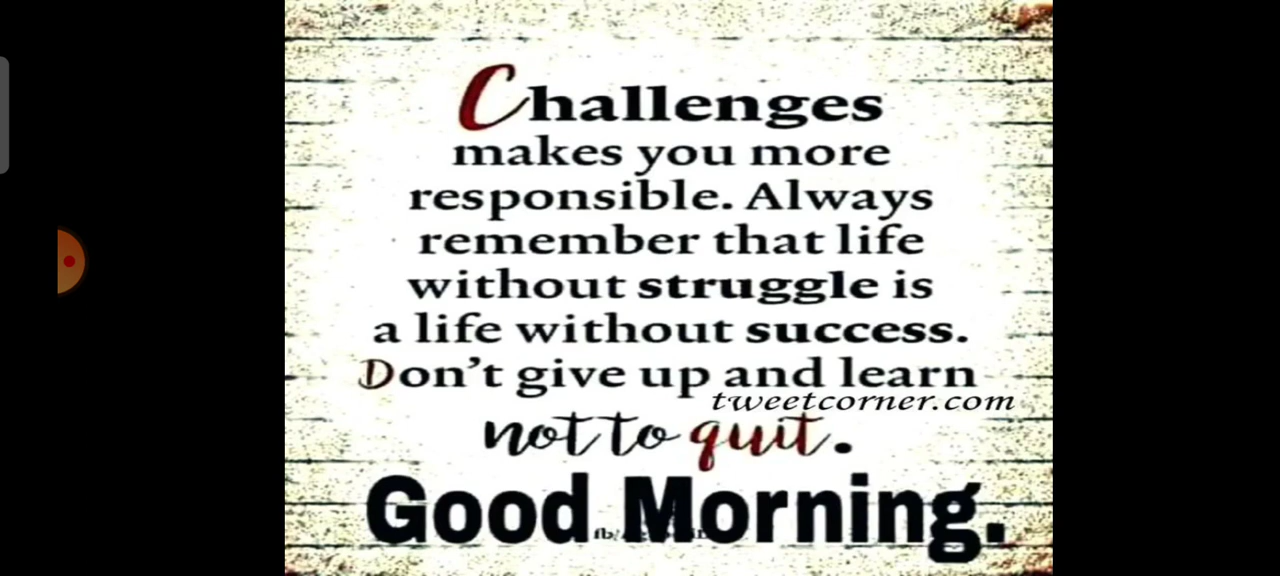 Challenges
makes you more
responsible. Always
remember that life
without struggle is
a life without success.
Don't give up and learn
tweetcorner.com
not to quit.
Good Morning.
fb/